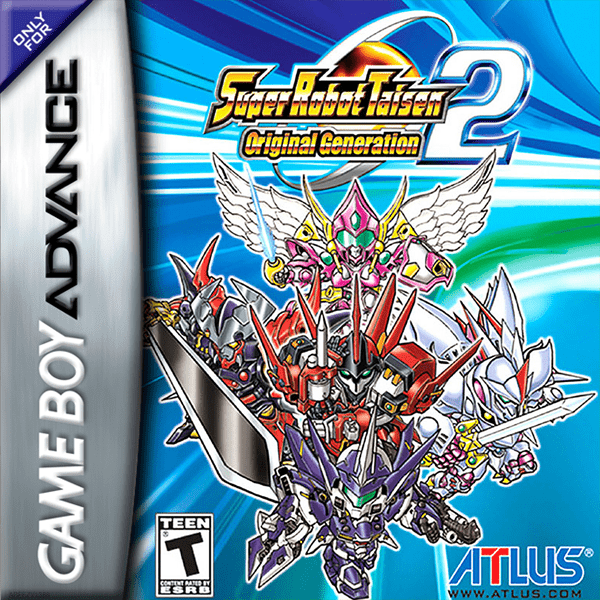 ONLY
FOR
GAME BOY ADVANCE
Super Robot Taisen
Original Generation
2
TEEN
T
CONTENT RATED BY
ESRB
ATLUS®
WWW.ATLUS.COM